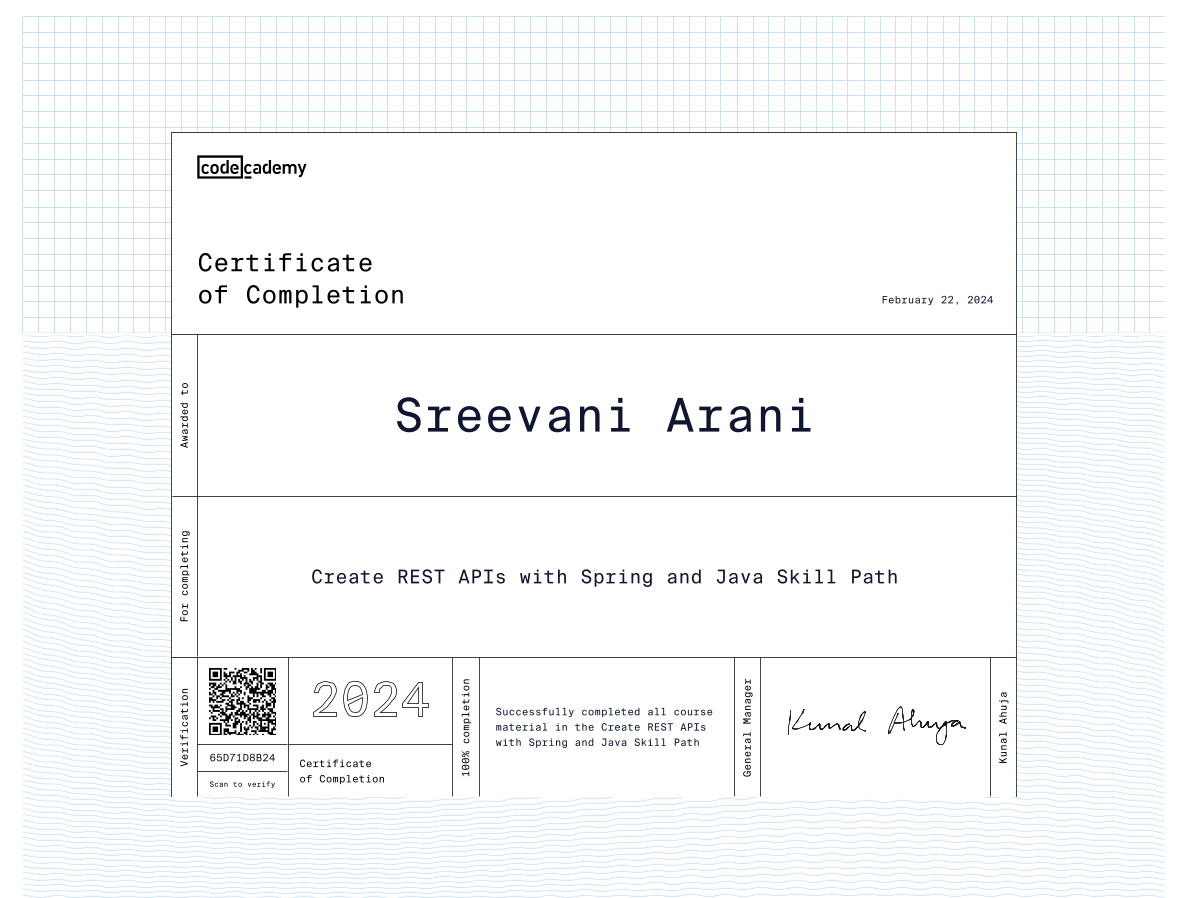 codecademy
Certificate
of Completion
February 22, 2024
Awarded to
Sreevani Arani
For completing
Create REST APIs with Spring and Java Skill Path
Verification
65D71D8B24
Scan to verify
2024
Certificate
of Completion
100% completion
Successfully completed all course
material in the Create REST APIs
with Spring and Java Skill Path
General Manager
Kunal Ahuja
Kunal Ahuja